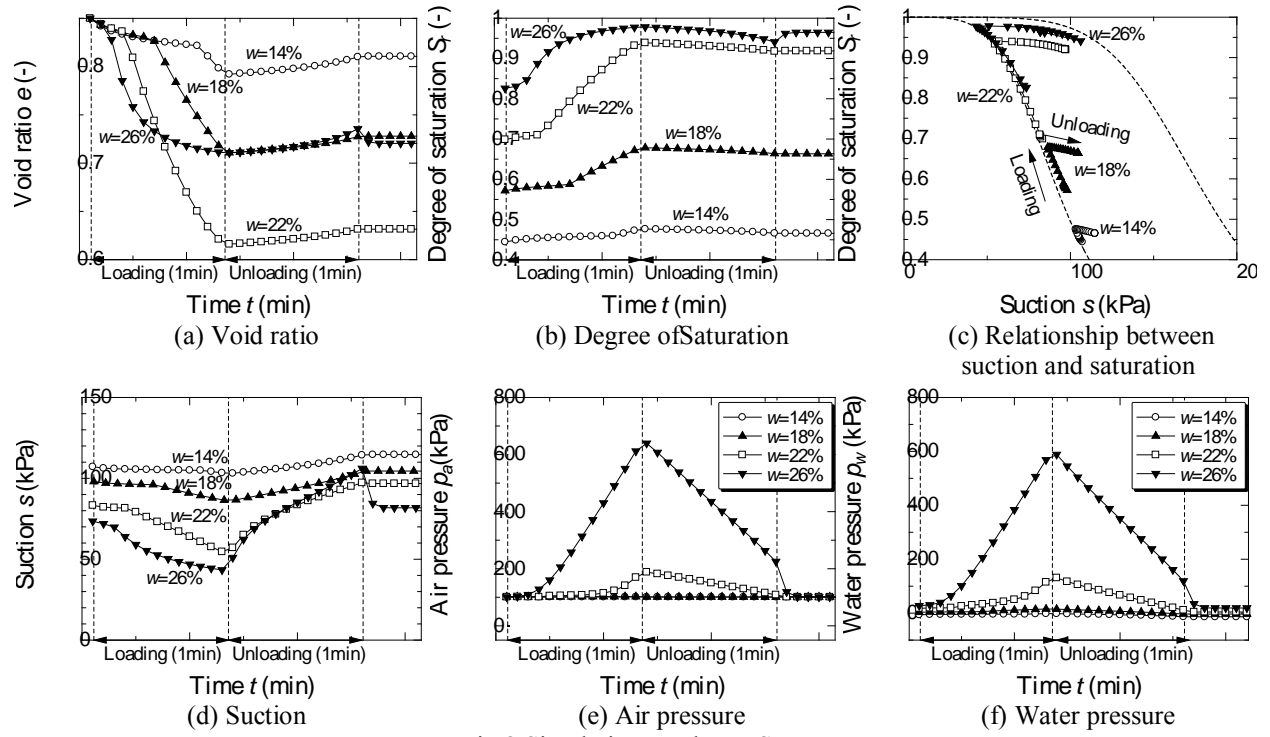 Void ratio e (-)
0.8
0.7
0.6
w=14%
w=18%
w=26%
w=22%
Loading (1min) Unloading (1min)
Time t (min)
(a) Void ratio
Degree of saturation Sr (-)
1
0.9
0.8
0.7
0.6
0.5
0.4
w=26%
w=22%
w=18%
w=14%
Loading (1min) Unloading (1min)
Time t (min)
(b) Degree ofSaturation
Degree of saturation Sr (-)
1
0.9
0.8
0.7
0.6
0.5
0.4
0 100 20
w=26%
w=22%
Unloading
w=18%
Loading
w=14%
Suction s (kPa)
(c) Relationship between
suction and saturation
Suction s (kPa)
150
100
50
0
w=14%
w=18%
w=22%
w=26%
Loading (1min) Unloading (1min)
Time t (min)
(d) Suction
Air pressure pa (kPa)
800
600
400
200
0
w=14%
w=18%
w=22%
w=26%
Loading (1min) Unloading (1min)
Time t (min)
(e) Air pressure
Water pressure pw (kPa)
800
600
400
200
0
w=14%
w=18%
w=22%
w=26%
Loading (1min) Unloading (1min)
Time t (min)
(f) Water pressure